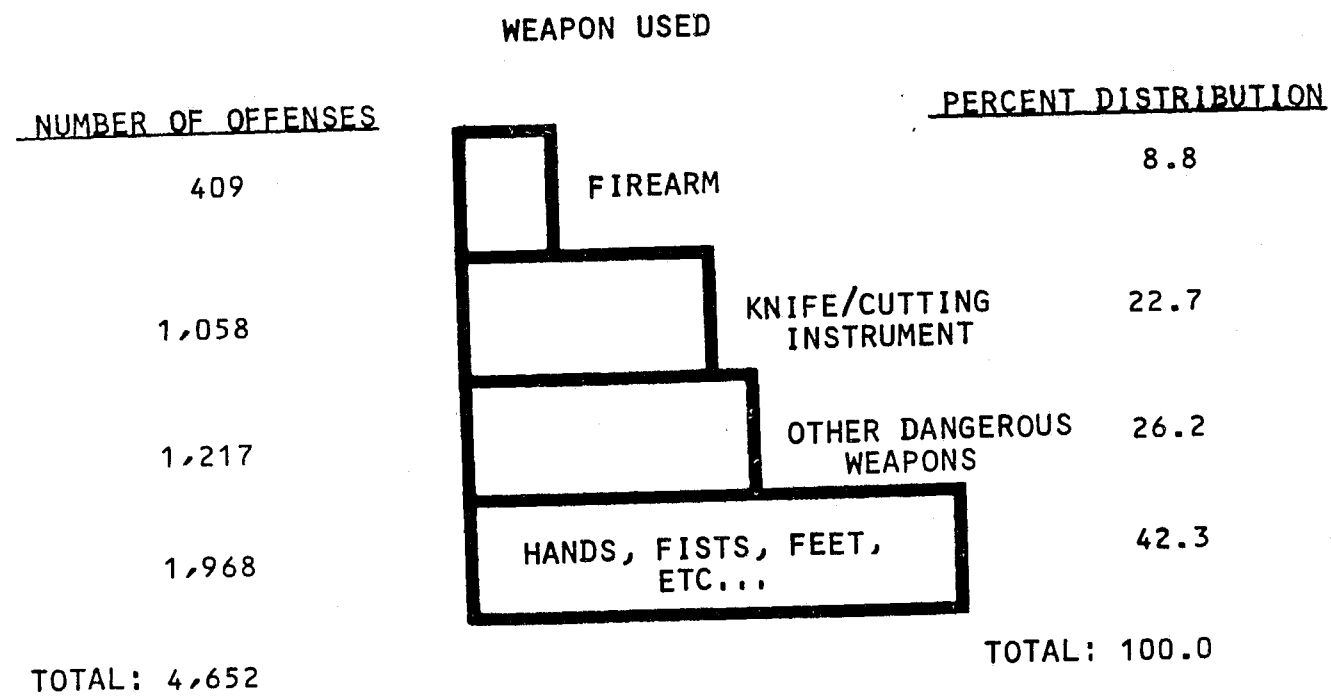 WEAPON USED
NUMBER OF OFFENSES
PERCENT DISTRIBUTION
409
FIREARM
8.8
1,058
KNIFE/CUTTING
INSTRUMENT
22.7
1,217
OTHER DANGEROUS
WEAPONS
26.2
1,968
HANDS, FISTS, FEET,
ETC...
42.3
TOTAL: 4,652
TOTAL: 100.0